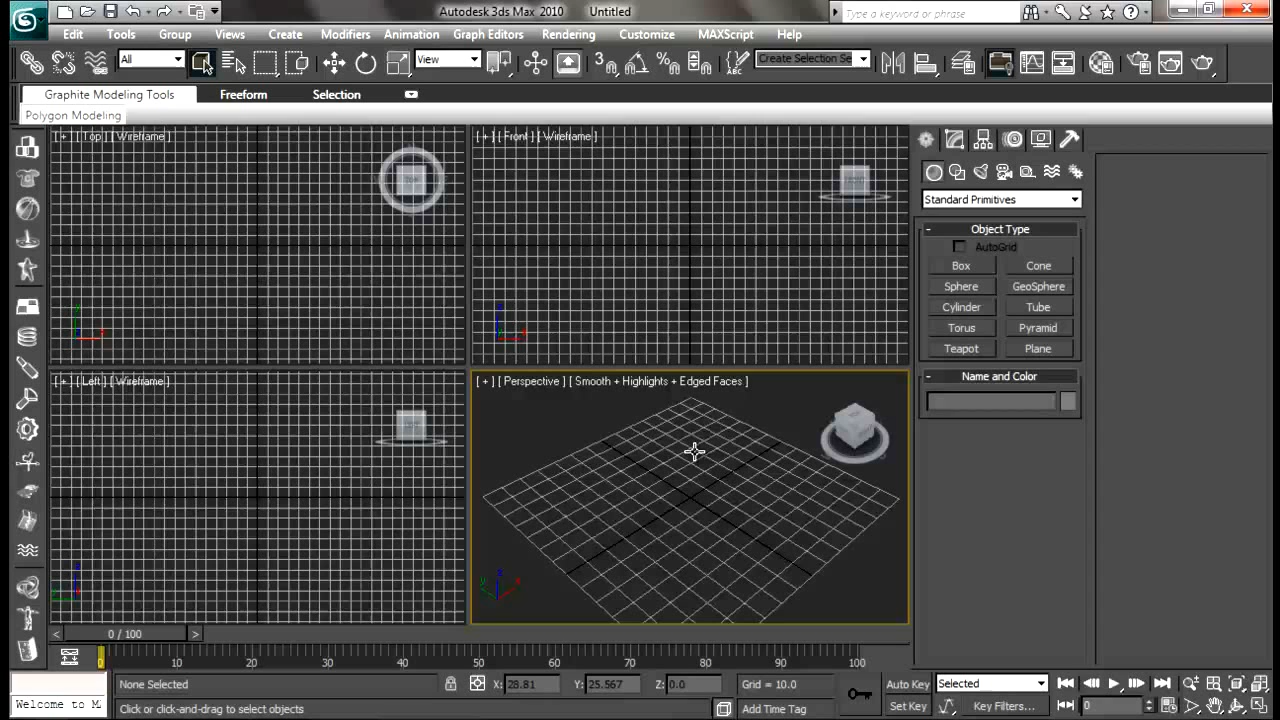 Autodesk 3ds Max 2010 Untitled
Type a keyword or phrase
Edit Tools Group Views Create Modifiers Animation Graph Editors Rendering Customize MAXScript Help
All View Create Selection Se
Graphite Modeling Tools Freeform Selection
Polygon Modeling
[ + ] [ Top ] [ Wireframe ]
[ + ] [ Front ] [ Wireframe ]
TOP
FRONT
Standard Primitives
- Object Type
AutoGrid
Box Cone
Sphere GeoSphere
Cylinder Tube
Torus Pyramid
Teapot Plane
- Name and Color
[ + ] [ Left ] [ Wireframe ]
[ + ] [ Perspective ] [ Smooth + Highlights + Edged Faces ]
< 0 / 100 >
0 10 20 30 40 50 60 70 80 90 100
None Selected X: 28.81 Y: 25.567 Z: 0.0 Grid = 10.0 Auto Key Selected
Welcome to M
Click or click-and-drag to select objects Add Time Tag Set Key Key Filters... 0